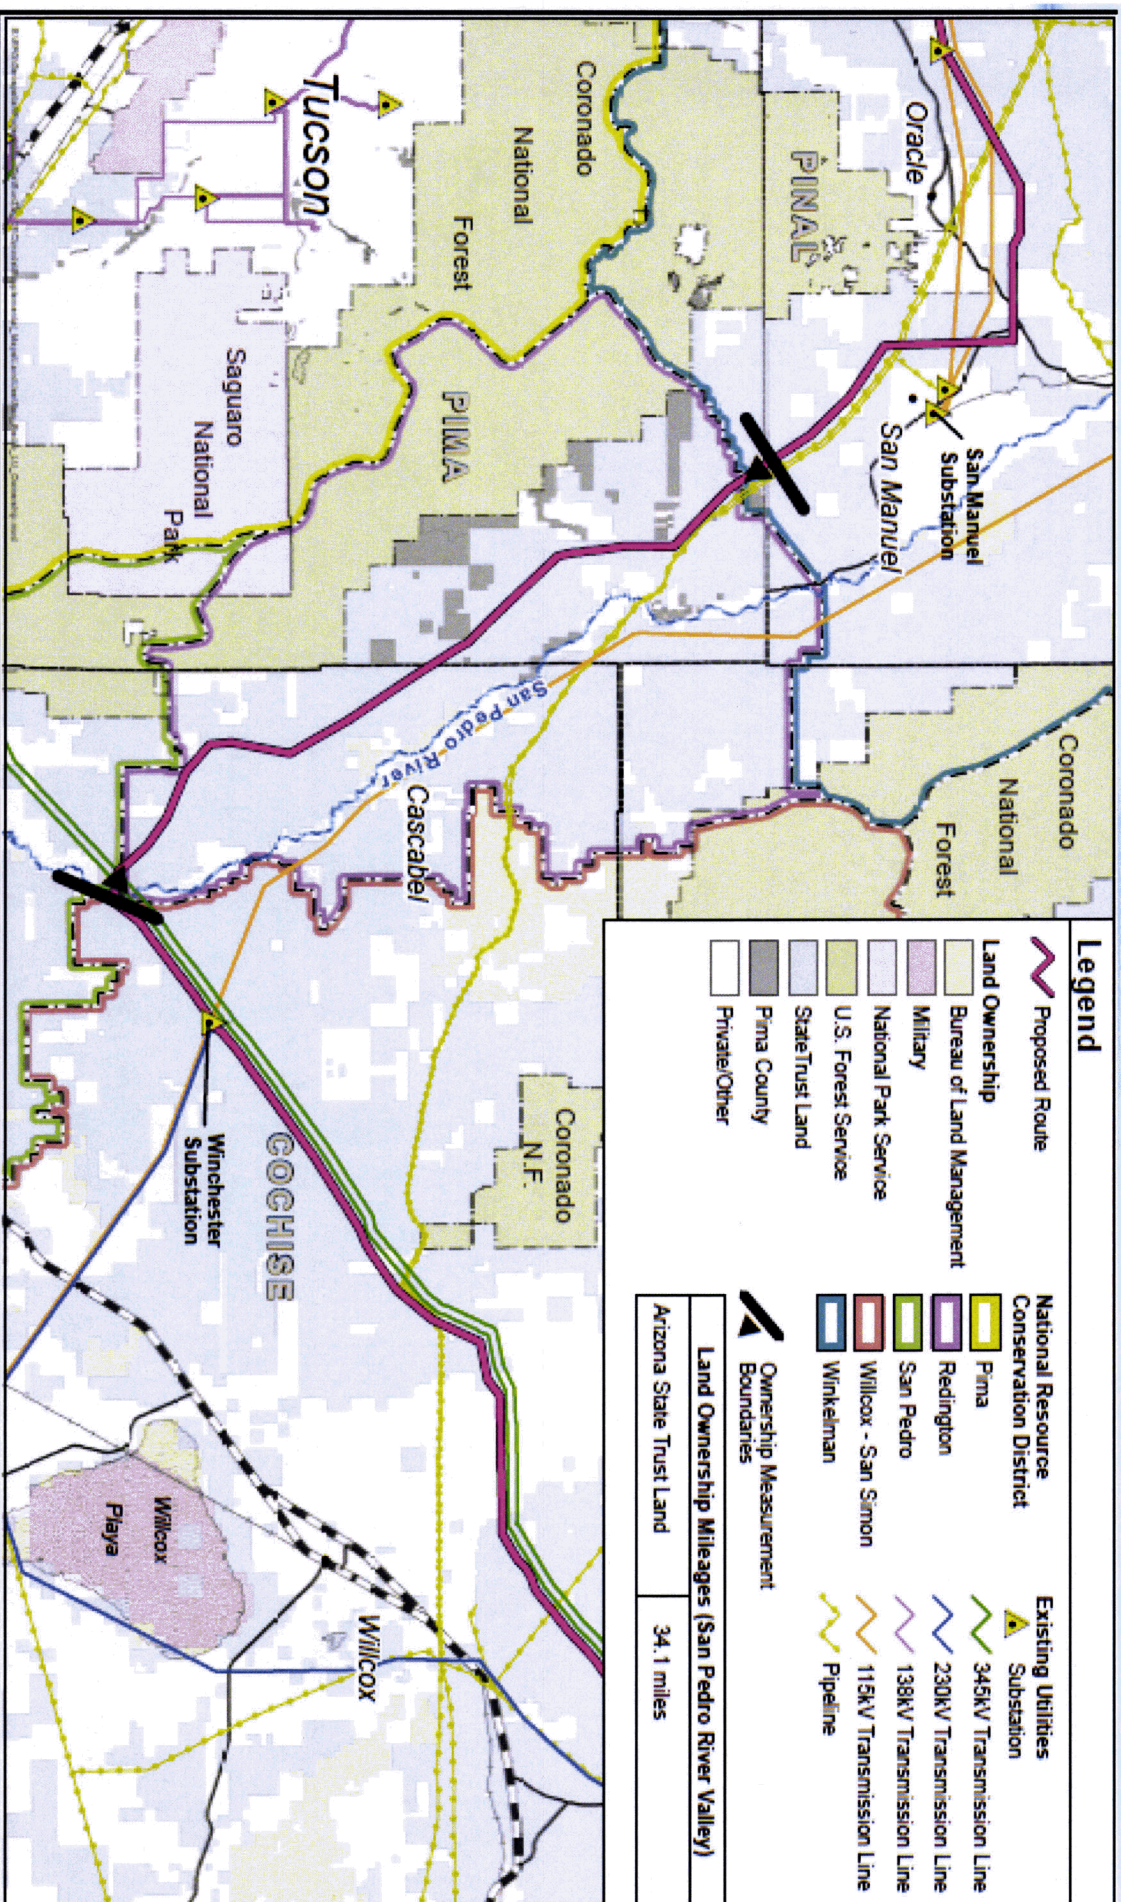 Legend
Proposed Route
Land Ownership
Bureau of Land Management
Military
National Park Service
U.S. Forest Service
State Trust Land
Pima County
Private/Other
National Resource
Conservation District
Pima
Redington
San Pedro
Willcox - San Simon
Winkelman
Ownership Measurement
Boundaries
Existing Utilities
Substation
345kV Transmission Line
230kV Transmission Line
138kV Transmission Line
115kV Transmission Line
Pipeline
Land Ownership Mileages (San Pedro River Valley)
Arizona State Trust Land 34.1 miles
Oracle
PINAL
San Manuel
Substation
San Manuel
Coronado
National
Forest
Coronado
National
Forest
Tucson
PIMA
Saguaro
National
Park
San Pedro River
Cascabel
Coronado
N.F.
COCHISE
Winchester
Substation
Willcox
Playa
Willcox